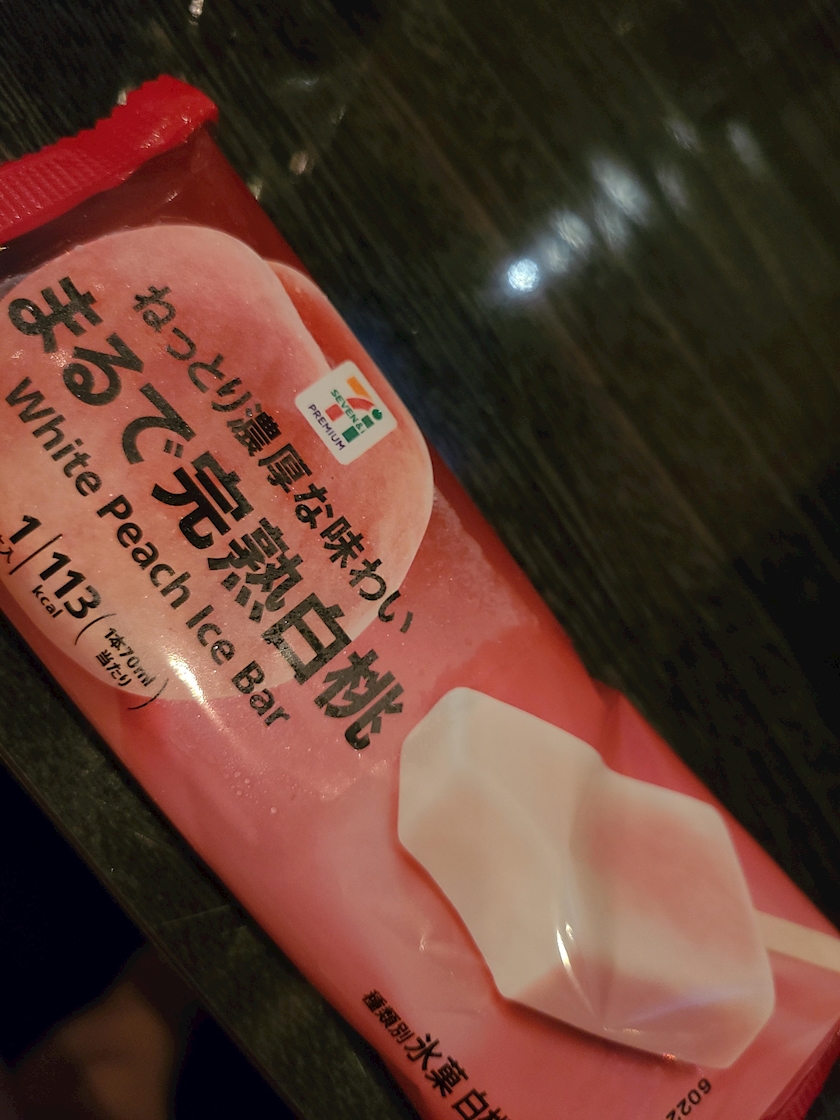 ねっとり濃厚な味わい
まるで完熟白桃
White Peach Ice Bar
SEVEN&i
PREMIUM
1 113
kcal
(1本70ml
当たり)
種類別 氷菓 白桃